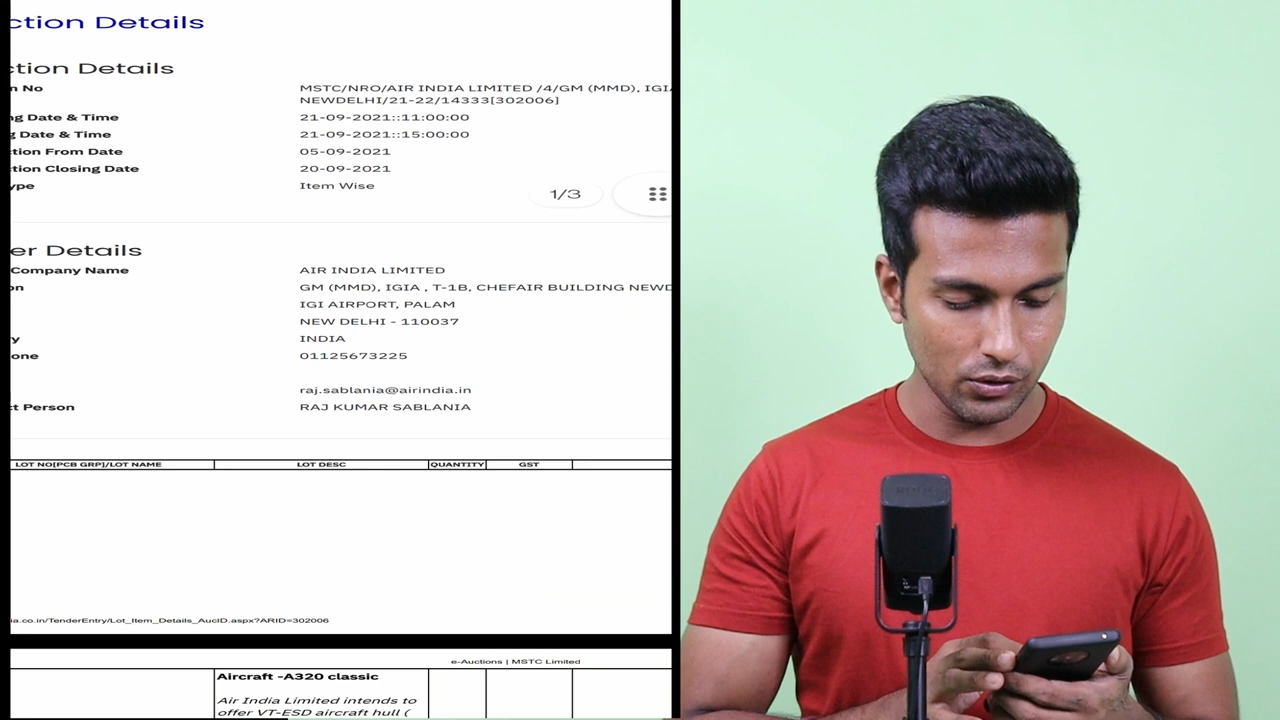 ction Details
ction Details
n No MSTC/NRO/AIR INDIA LIMITED /4/GM (MMD), IGIA
NEWDELHI/21-22/14333[302006]
ng Date & Time 21-09-2021::11:00:00
g Date & Time 21-09-2021::15:00:00
ction From Date 05-09-2021
ction Closing Date 20-09-2021
ype Item Wise
1/3
er Details
Company Name AIR INDIA LIMITED
on GM (MMD), IGIA , T-1B, CHEFAIR BUILDING NEWD
IGI AIRPORT, PALAM
NEW DELHI - 110037
y INDIA
one 01125673225
raj.sablania@airindia.in
t Person RAJ KUMAR SABLANIA
LOT NO[PCB GRP]/LOT NAME LOT DESC QUANTITY GST
ia.co.in/TenderEntry/Lot_Item_Details_AucID.aspx?ARID=302006
e-Auctions | MSTC Limited
Aircraft -A320 classic
Air India Limited intends to
offer VT-ESD aircraft hull (